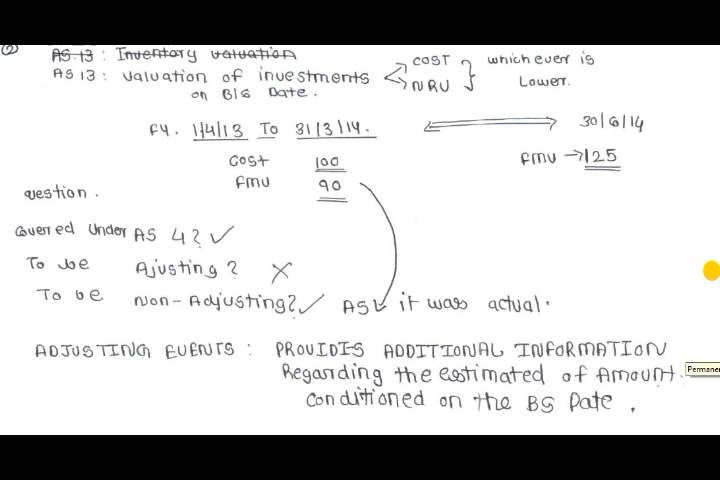 ②
AS.13: Inventory valuation
AS 13: valuation of investments on B/S Date. COST NRV } which ever is Lower.
F.Y. 1/4/13 To 31/3/14. 30/6/14
Cost 100
FMV 90
FMV → 125
question.
Covered Under AS 4? ✓
To be Ajusting? X
To be Non-Adjusting? ✓ AS it was actual.
ADJUSTING EVENTS: PROVIDES ADDITIONAL INFORMATION
Regarding the estimated of Amount.
Conditioned on the BS Date.
Permanen